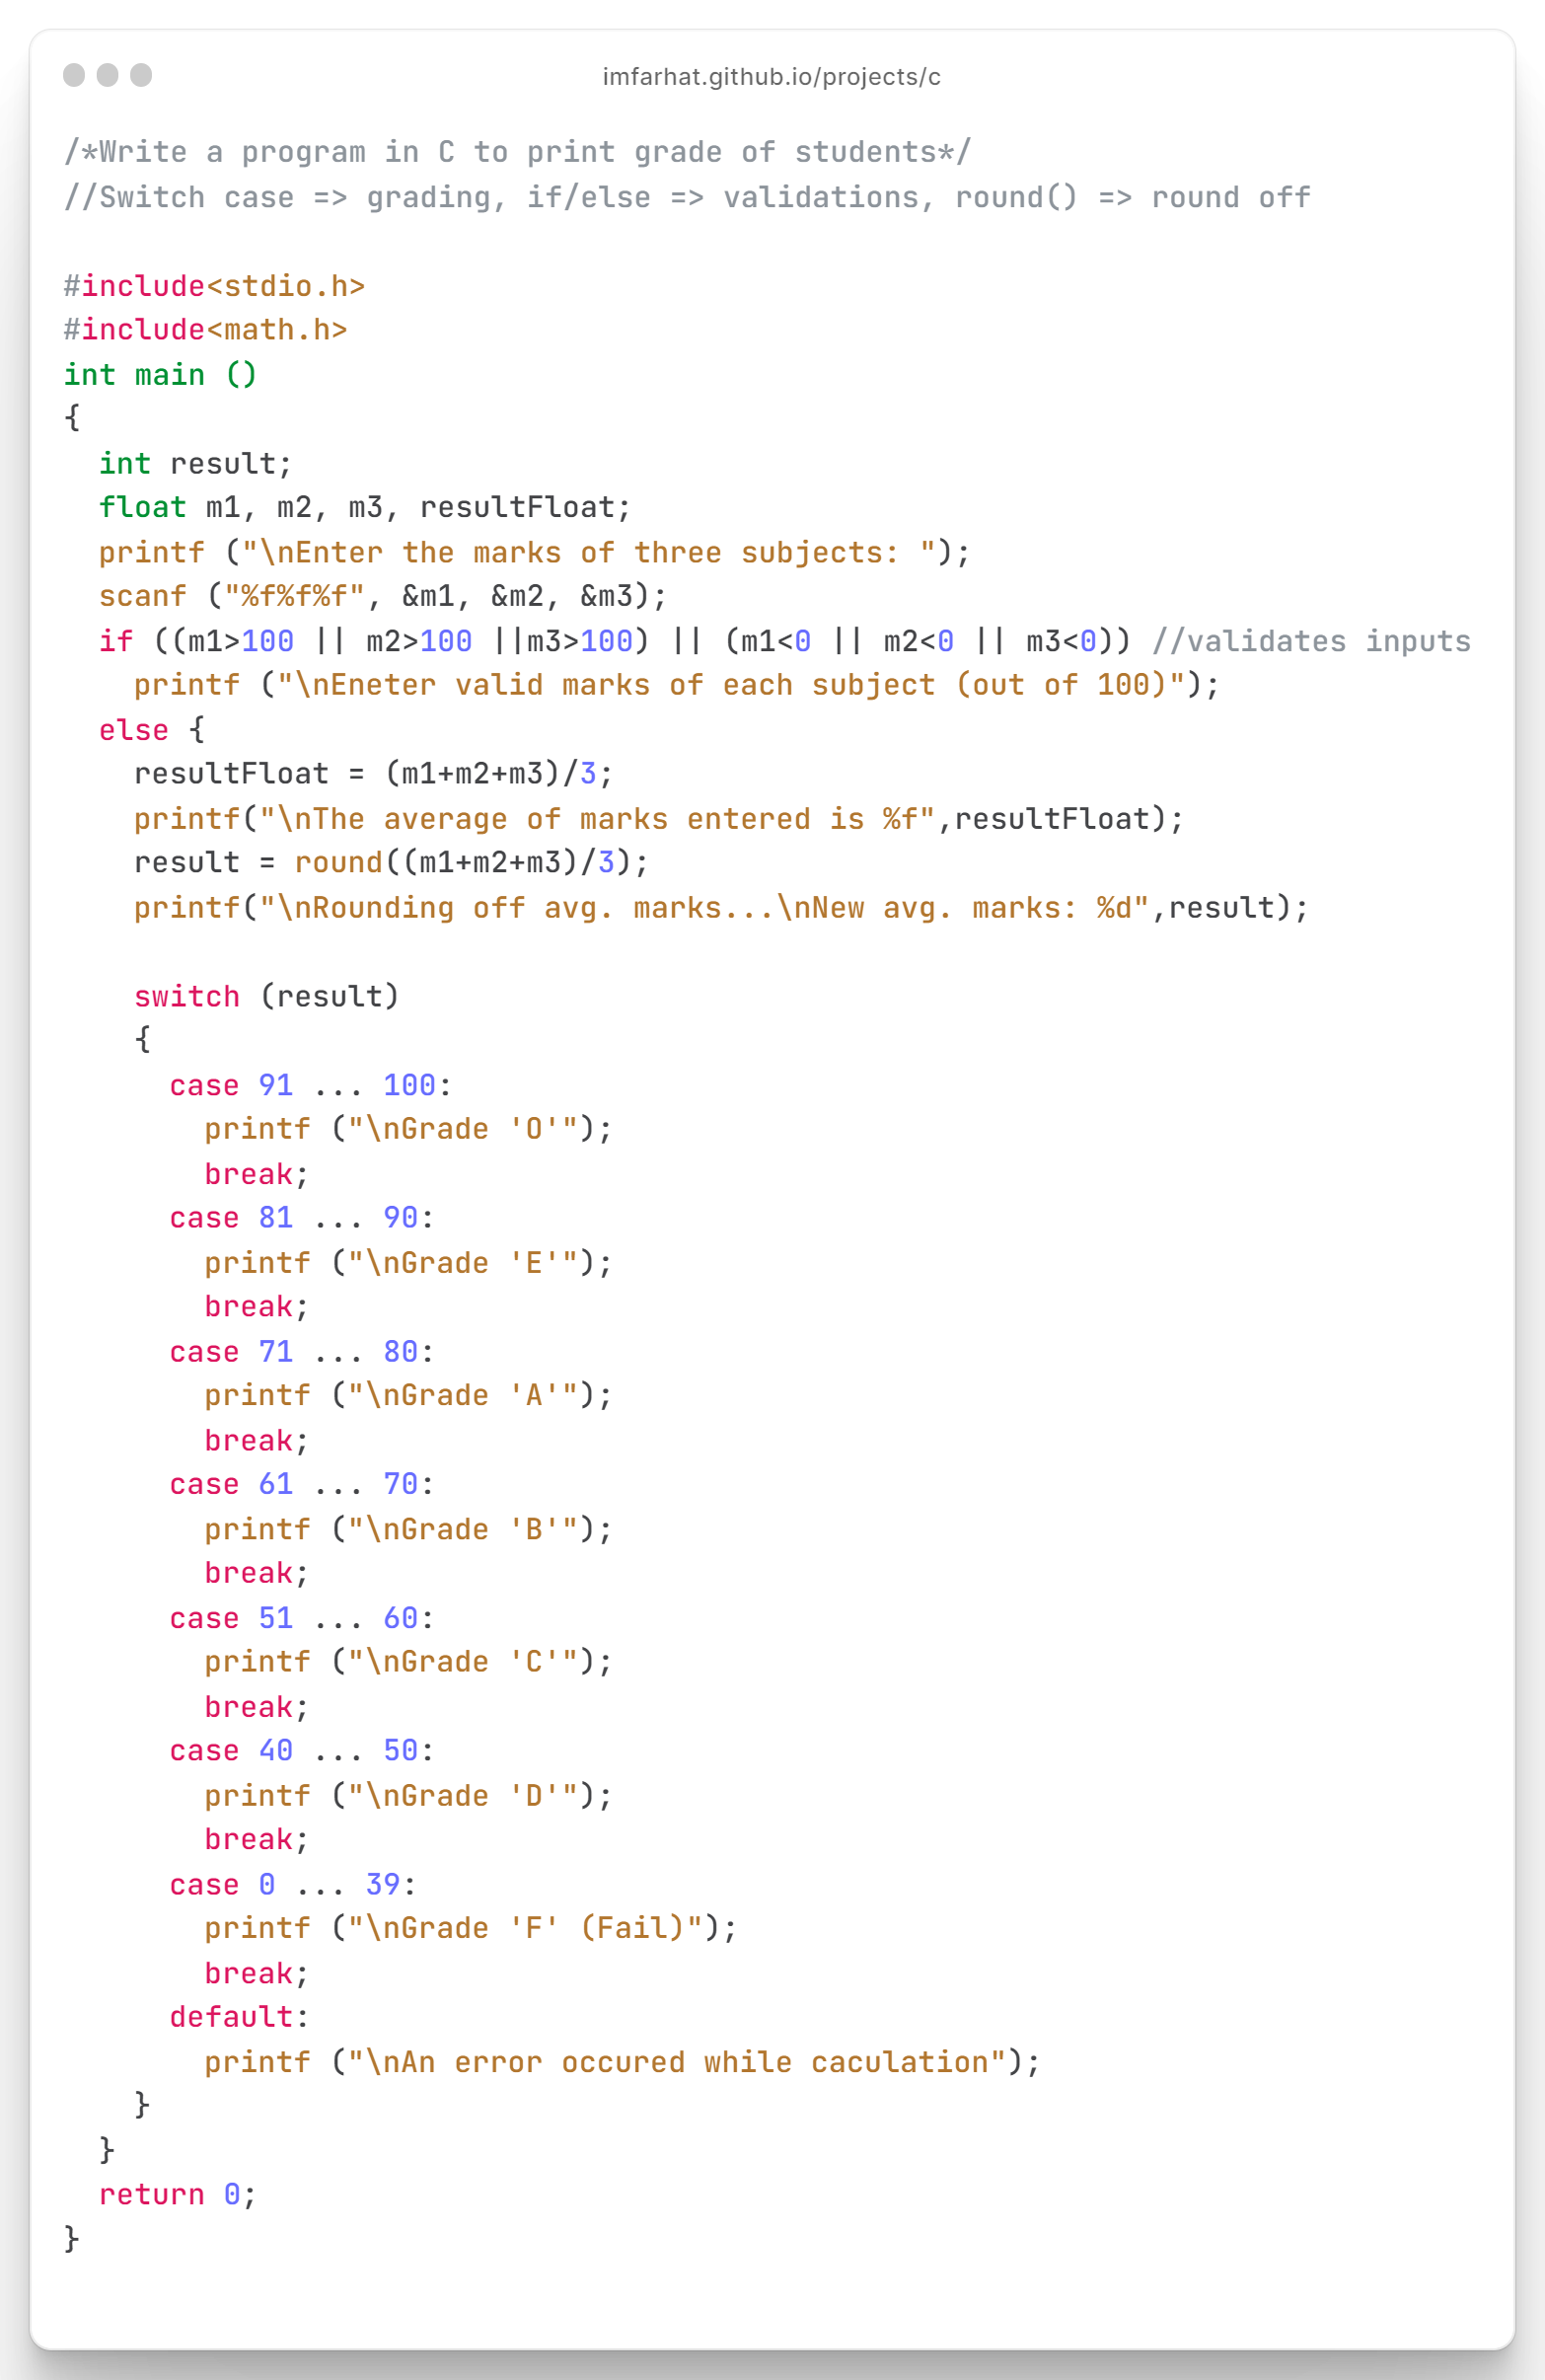 imfarhat.github.io/projects/c
/*Write a program in C to print grade of students*/
//Switch case => grading, if/else => validations, round() => round off
#include<stdio.h>
#include<math.h>
int main ()
{
  int result;
  float m1, m2, m3, resultFloat;
  printf ("\nEnter the marks of three subjects: ");
  scanf ("%f%f%f", &m1, &m2, &m3);
  if ((m1>100 || m2>100 ||m3>100) || (m1<0 || m2<0 || m3<0)) //validates inputs
    printf ("\nEneter valid marks of each subject (out of 100)");
  else {
    resultFloat = (m1+m2+m3)/3;
    printf("\nThe average of marks entered is %f",resultFloat);
    result = round((m1+m2+m3)/3);
    printf("\nRounding off avg. marks...\nNew avg. marks: %d",result);
    switch (result)
    {
      case 91 ... 100:
        printf ("\nGrade 'O'");
        break;
      case 81 ... 90:
        printf ("\nGrade 'E'");
        break;
      case 71 ... 80:
        printf ("\nGrade 'A'");
        break;
      case 61 ... 70:
        printf ("\nGrade 'B'");
        break;
      case 51 ... 60:
        printf ("\nGrade 'C'");
        break;
      case 40 ... 50:
        printf ("\nGrade 'D'");
        break;
      case 0 ... 39:
        printf ("\nGrade 'F' (Fail)");
        break;
      default:
        printf ("\nAn error occured while caculation");
    }
  }
  return 0;
}